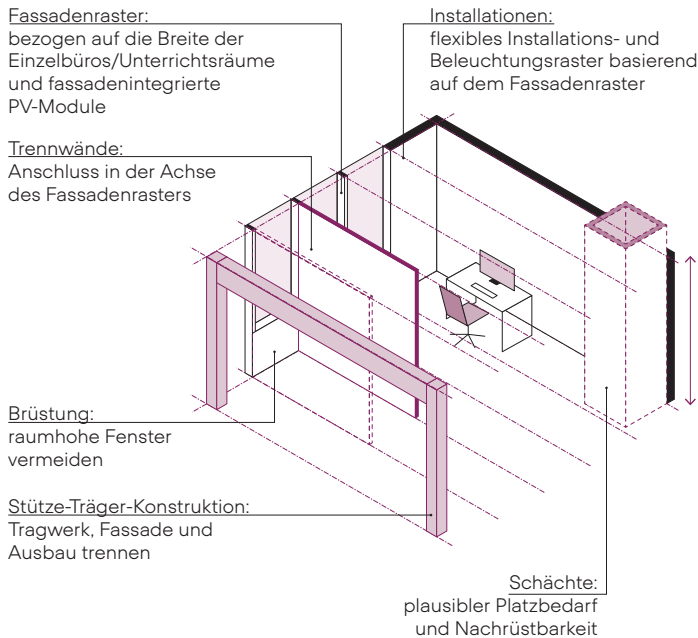 Fassadenraster:
bezogen auf die Breite der
Einzelbüros/Unterrichtsräume
und fassadenintegrierte
PV-Module
Installationen:
flexibles Installations- und
Beleuchtungsraster basierend
auf dem Fassadenraster
Trennwände:
Anschluss in der Achse
des Fassadenrasters
Brüstung:
raumhohe Fenster
vermeiden
Stütze-Träger-Konstruktion:
Tragwerk, Fassade und
Ausbau trennen
Schächte:
plausibler Platzbedarf
und Nachrüstbarkeit